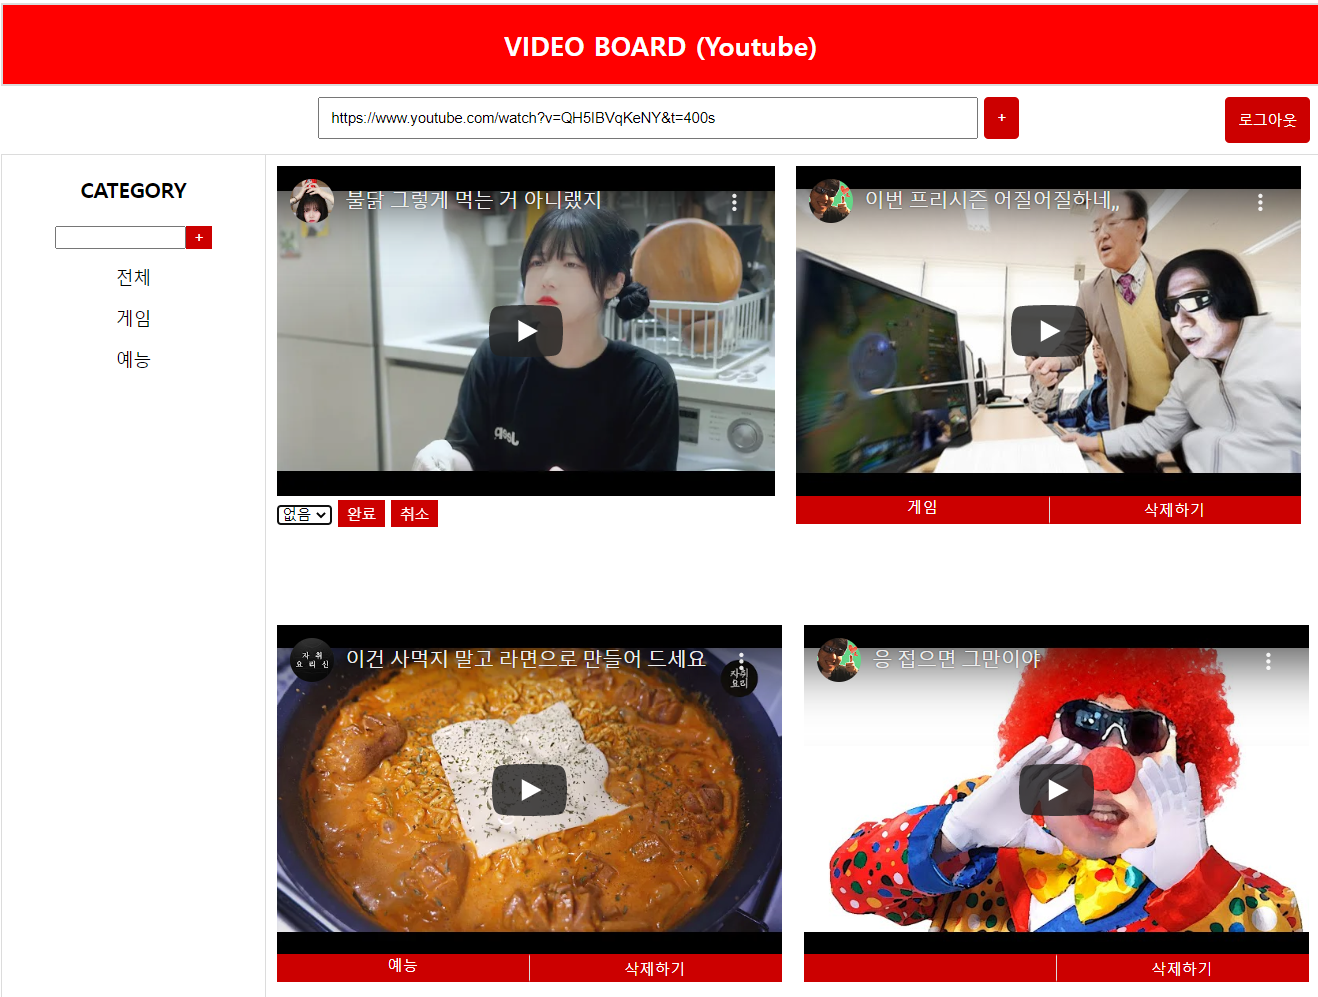 VIDEO BOARD (Youtube)
https://www.youtube.com/watch?v=QH5IBVqKeNY&t=400s
+
로그아웃
CATEGORY
+
전체
게임
예능
불닭 그렇게 먹는 거 아니랬지
없음 완료 취소
이번 프리시즌 어질어질하네,,
게임 삭제하기
자 취
요 리 신
이건 사먹지 말고 라면으로 만들어 드세요
자취
요리
예능 삭제하기
응 접으면 그만이야
삭제하기